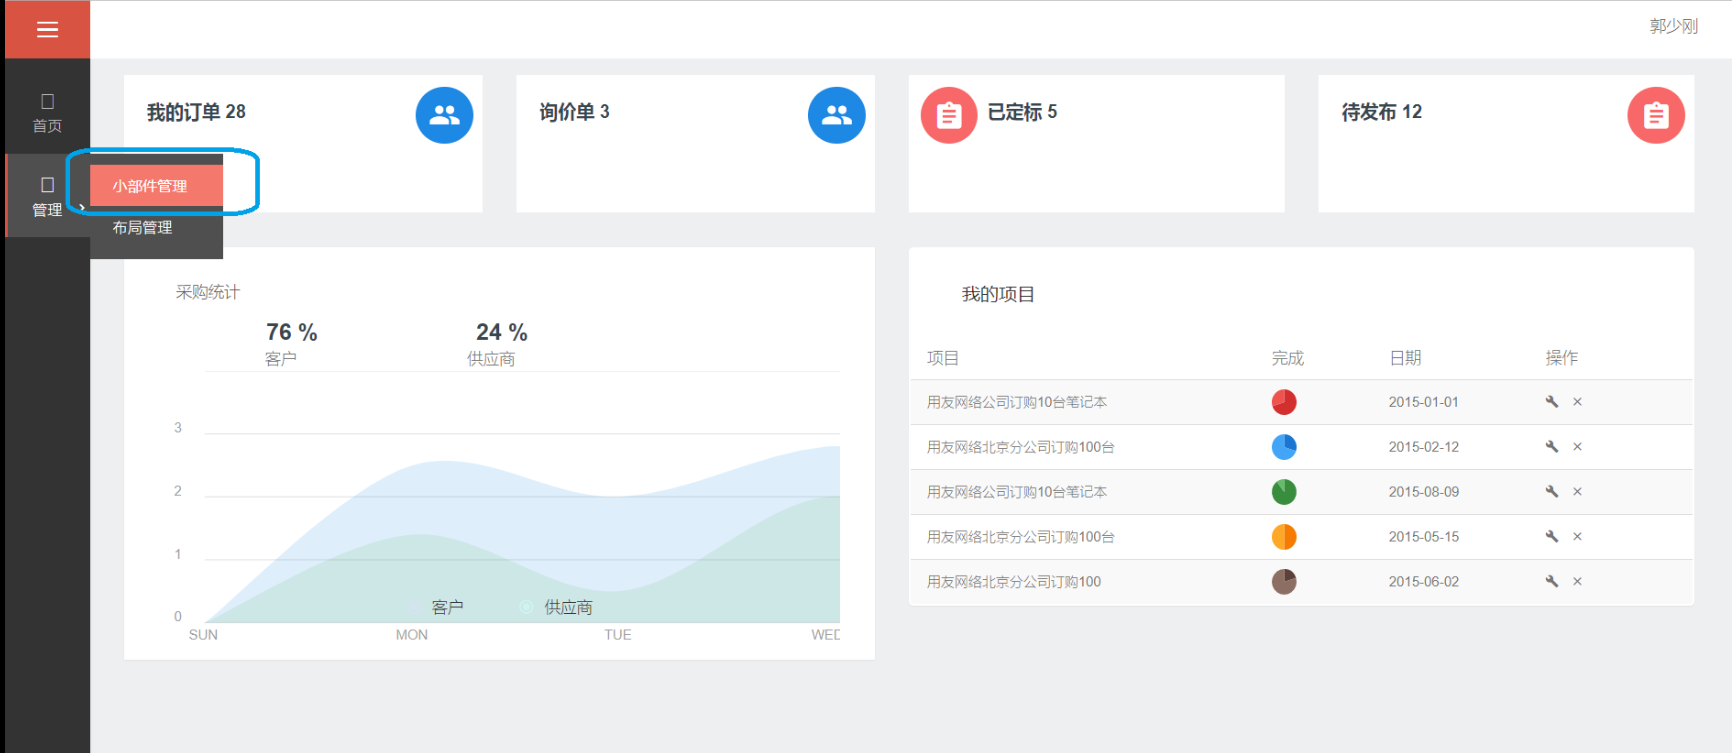 郭少刚
首页
管理
小部件管理
布局管理
我的订单 28
询价单 3
已定标 5
待发布 12
采购统计
76 %
客户
24 %
供应商
3
2
1
0
客户
供应商
SUN
MON
TUE
WED
我的项目
项目 完成 日期 操作
用友网络公司订购10台笔记本 2015-01-01
用友网络北京分公司订购100台 2015-02-12
用友网络公司订购10台笔记本 2015-08-09
用友网络北京分公司订购100台 2015-05-15
用友网络北京分公司订购100 2015-06-02